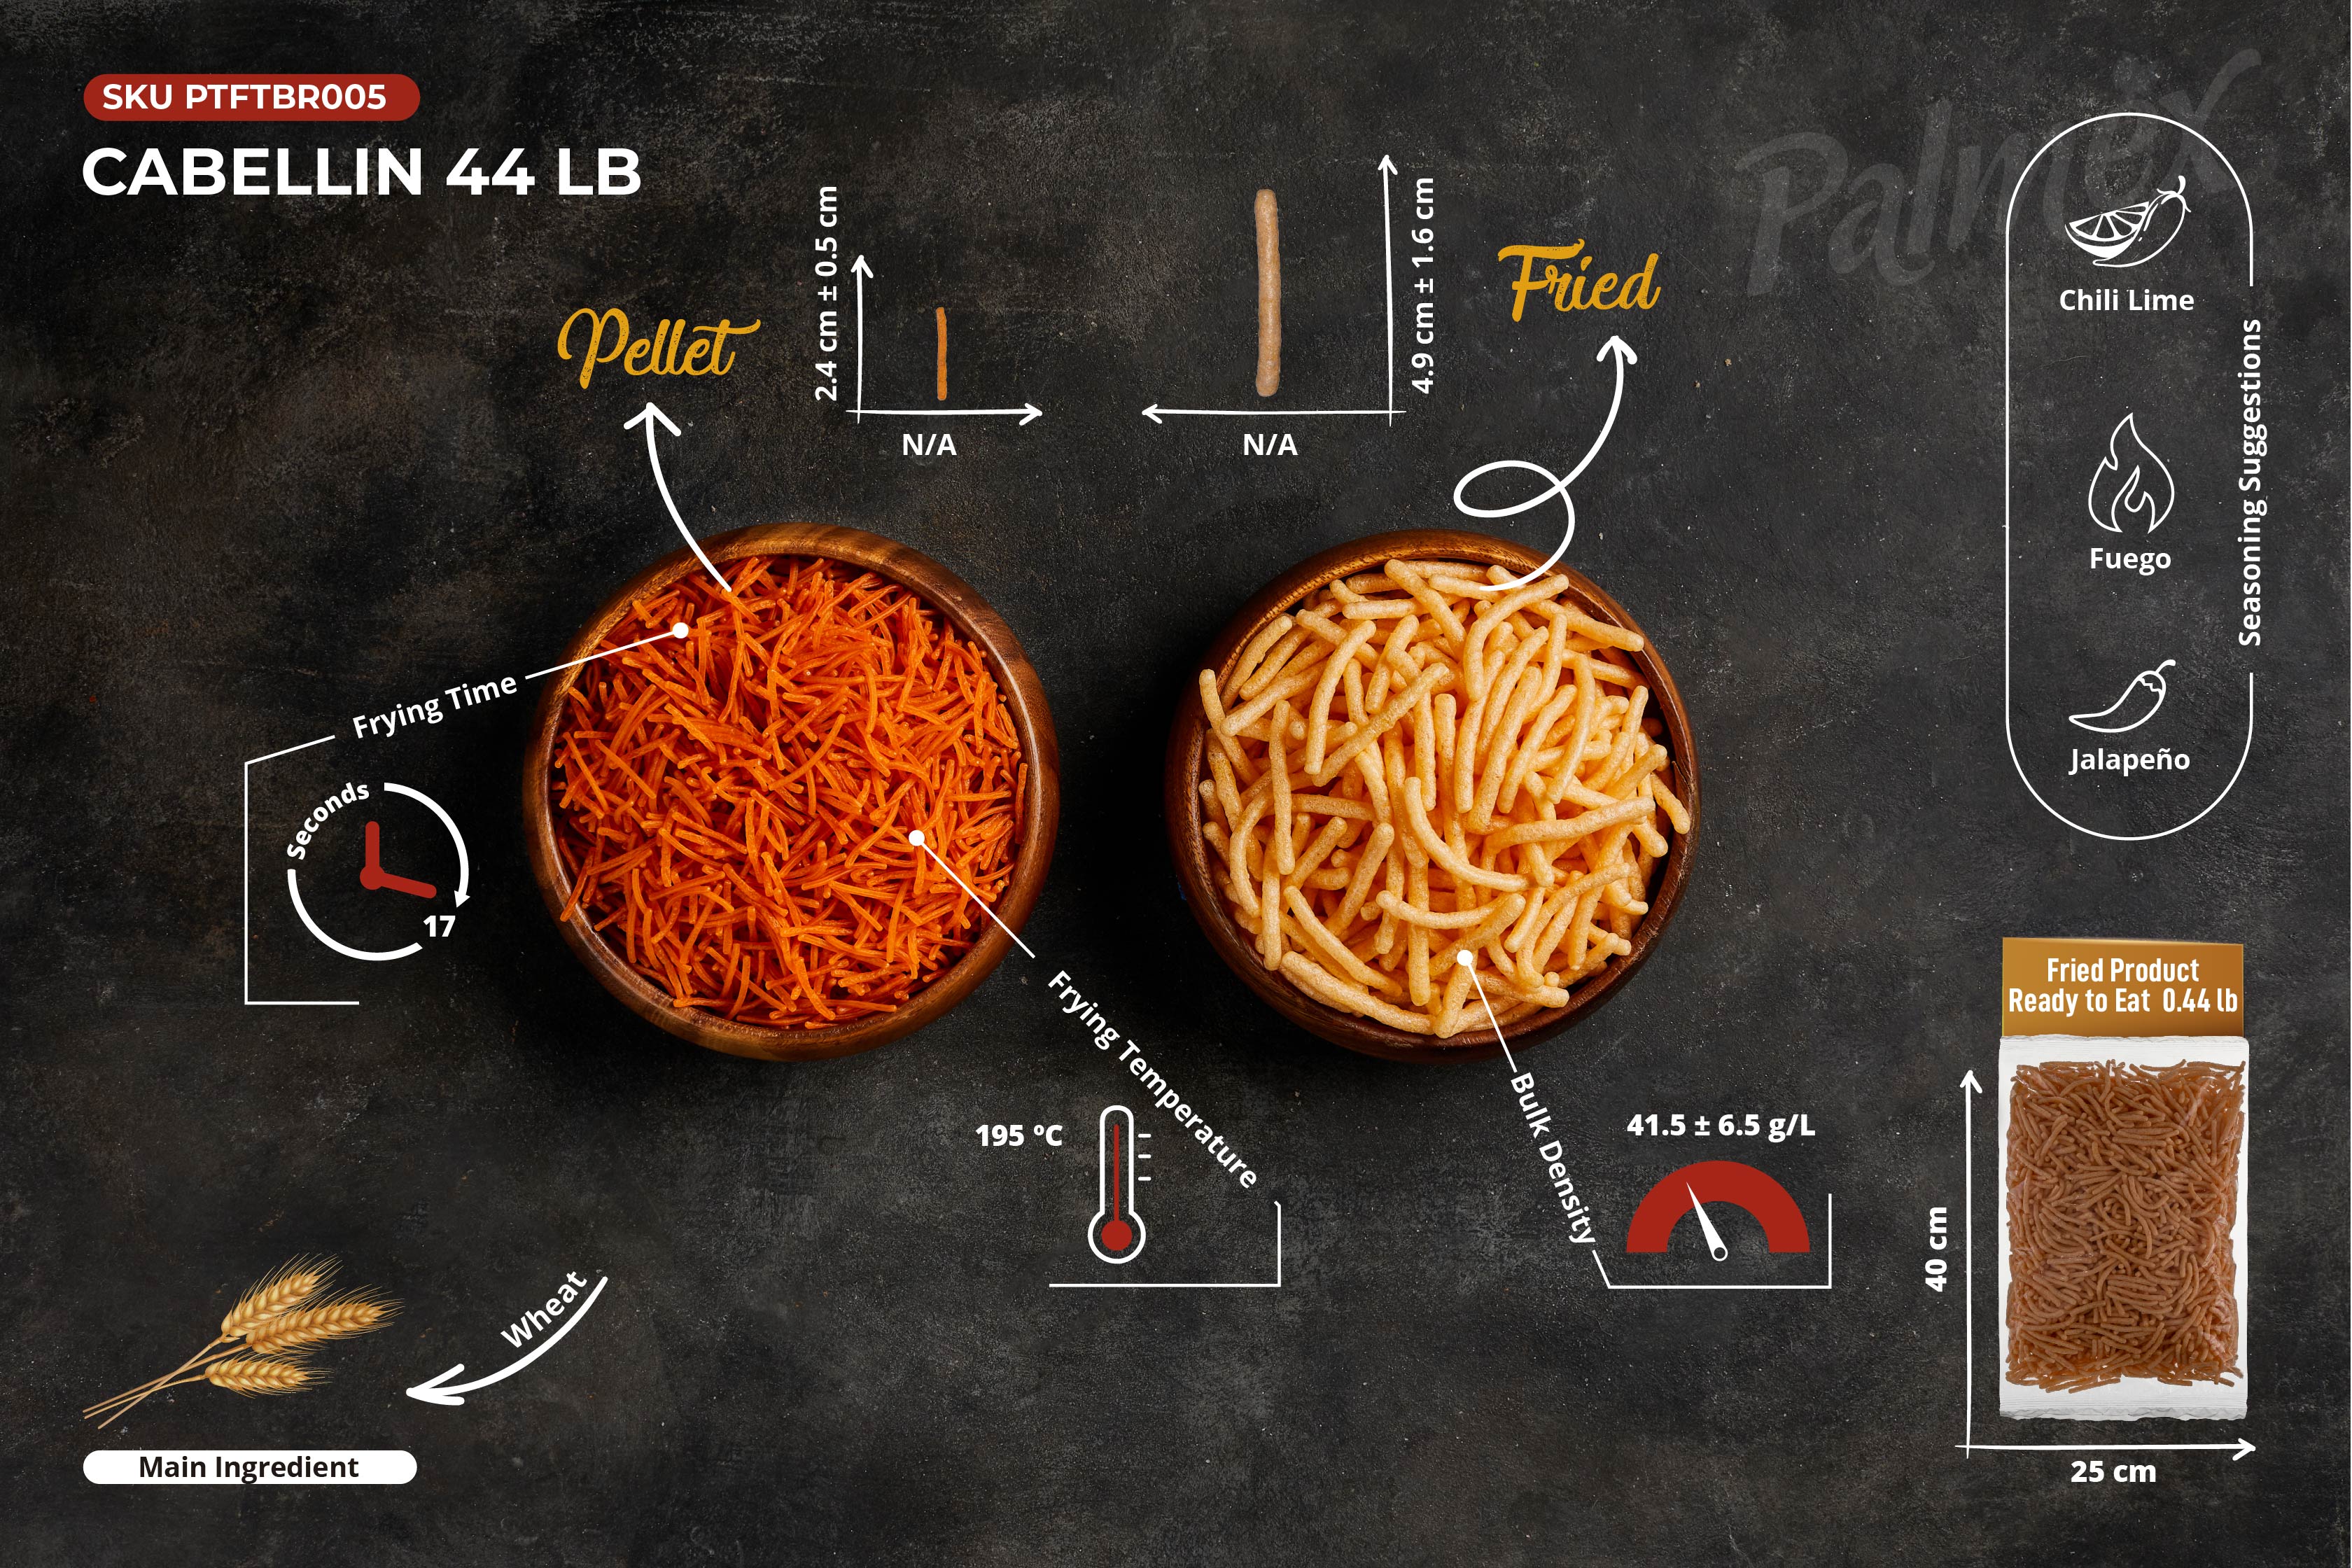 SKU PTFTBR005
CABELLIN 44 LB
Palmex
Pellet
2.4 cm ± 0.5 cm
N/A
4.9 cm ± 1.6 cm
N/A
Fried
Chili Lime
Fuego
Jalapeño
Seasoning Suggestions
Frying Time
Seconds
17
Frying Temperature
195 ºC
Bulk Density
41.5 ± 6.5 g/L
Fried Product
Ready to Eat 0.44 lb
40 cm
25 cm
Wheat
Main Ingredient